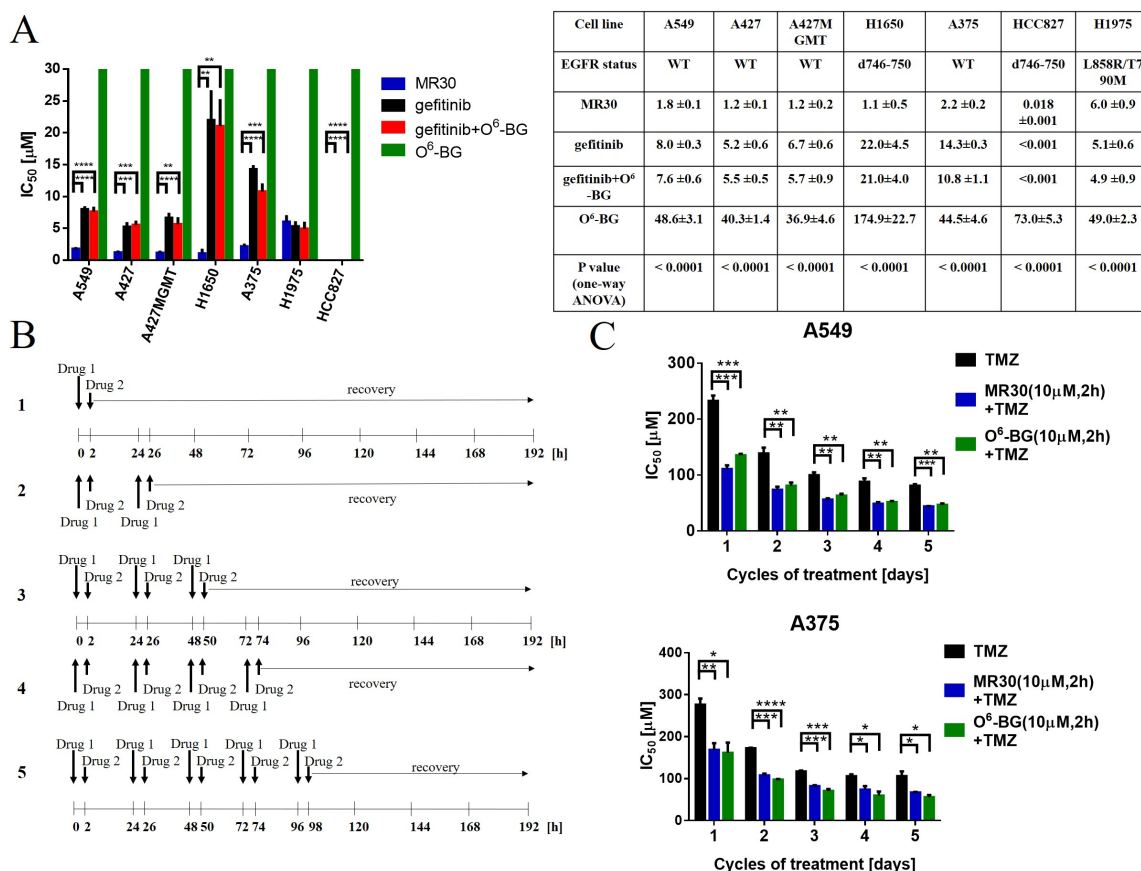 A
IC50 [µM]
30
25
20
15
10
5
0
** **
**
**** ****
*** ***
** ****
*** ****
**** ****
A549
A427
A427MGMT
H1650
A375
H1975
HCC827
MR30
gefitinib
gefitinib+O6-BG
O6-BG
Cell line A549 A427 A427M GMT H1650 A375 HCC827 H1975
EGFR status WT WT WT d746-750 WT d746-750 L858R/T7 90M
MR30 1.8 ±0.1 1.2 ±0.1 1.2 ±0.2 1.1 ±0.5 2.2 ±0.2 0.018 ±0.001 6.0 ±0.9
gefitinib 8.0 ±0.3 5.2 ±0.6 6.7 ±0.6 22.0±4.5 14.3±0.3 <0.001 5.1±0.6
gefitinib+O6 -BG 7.6 ±0.6 5.5 ±0.5 5.7 ±0.9 21.0±4.0 10.8 ±1.1 <0.001 4.9 ±0.9
O6-BG 48.6±3.1 40.3±1.4 36.9±4.6 174.9±22.7 44.5±4.6 73.0±5.3 49.0±2.3
P value (one-way ANOVA) < 0.0001 < 0.0001 < 0.0001 < 0.0001 < 0.0001 < 0.0001 < 0.0001
B
Drug 1
Drug 2
recovery
1
0 2 24 26 48 72 96 120 144 168 192 [h]
2
Drug 2 Drug 2
recovery
Drug 1 Drug 1
Drug 1 Drug 1 Drug 1
Drug 2 Drug 2 Drug 2
recovery
3
0 2 24 26 48 50 72 74 96 120 144 168 192 [h]
4
Drug 2 Drug 2 Drug 2 Drug 2
recovery
Drug 1 Drug 1 Drug 1 Drug 1
Drug 1 Drug 1 Drug 1 Drug 1 Drug 1
Drug 2 Drug 2 Drug 2 Drug 2 Drug 2
recovery
5
0 2 24 26 48 50 72 74 96 98 120 144 168 192 [h]
C
A549
IC50 [µM]
300
200
100
0
*** ***
** **
** **
** **
** ***
1 2 3 4 5
Cycles of treatment [days]
TMZ
MR30(10µM,2h)
+TMZ
O6-BG(10µM,2h)
+TMZ
A375
IC50 [µM]
400
300
200
100
0
* **
**** ***
*** ***
* *
* *
1 2 3 4 5
Cycles of treatment [days]
TMZ
MR30(10µM,2h)
+TMZ
O6-BG(10µM,2h)
+TMZ